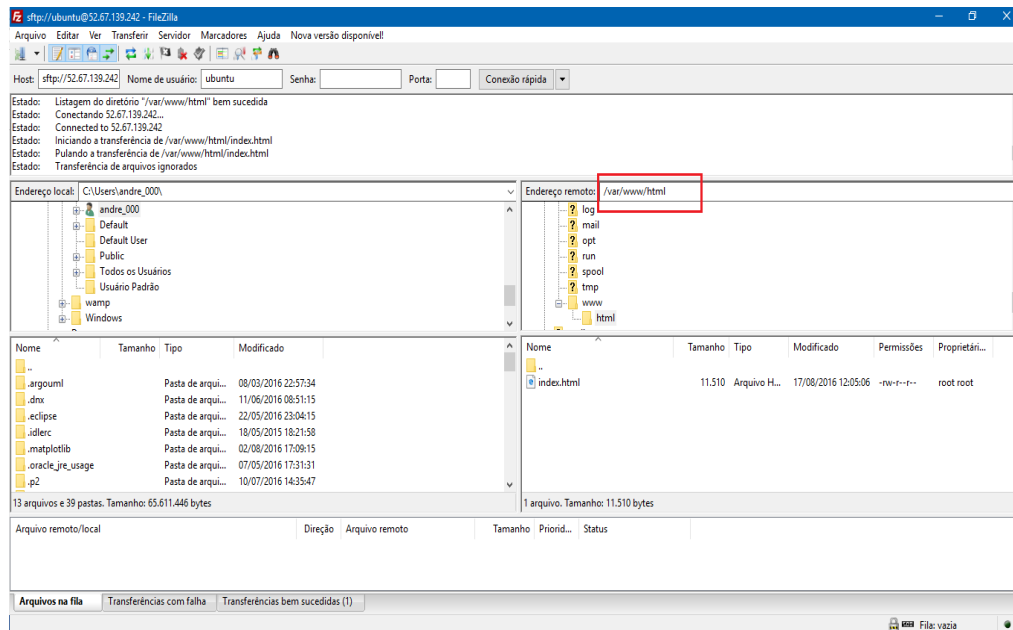 sftp://ubuntu@52.67.139.242 - FileZilla
Arquivo Editar Ver Transferir Servidor Marcadores Ajuda Nova versão disponível!
Host: sftp://52.67.139.242 Nome de usuário: ubuntu Senha: Porta: Conexão rápida
Estado: Listagem do diretório "/var/www/html" bem sucedida
Estado: Conectando 52.67.139.242...
Estado: Connected to 52.67.139.242
Estado: Iniciando a transferência de /var/www/html/index.html
Estado: Pulando a transferência de /var/www/html/index.html
Estado: Transferência de arquivos ignorados
Endereço local: C:\Users\andre_000\
andre_000
Default
Default User
Public
Todos os Usuários
Usuário Padrão
wamp
Windows
Endereço remoto: /var/www/html
log
mail
opt
run
spool
tmp
www
html
Nome Tamanho Tipo Modificado
..
.argouml Pasta de arqui... 08/03/2016 22:57:34
.dnx Pasta de arqui... 11/06/2016 08:51:15
.eclipse Pasta de arqui... 22/05/2016 23:04:15
.idlerc Pasta de arqui... 18/05/2015 18:21:58
.matplotlib Pasta de arqui... 02/08/2016 17:09:15
.oracle_jre_usage Pasta de arqui... 07/05/2016 17:31:31
.p2 Pasta de arqui... 10/07/2016 14:35:47
13 arquivos e 39 pastas. Tamanho: 65.611.446 bytes
Nome Tamanho Tipo Modificado Permissões Proprietári...
..
index.html 11.510 Arquivo H... 17/08/2016 12:05:06 -rw-r--r-- root root
1 arquivo. Tamanho: 11.510 bytes
Arquivo remoto/local Direção Arquivo remoto Tamanho Priorid... Status
Arquivos na fila Transferências com falha Transferências bem sucedidas (1)
Fila: vazia